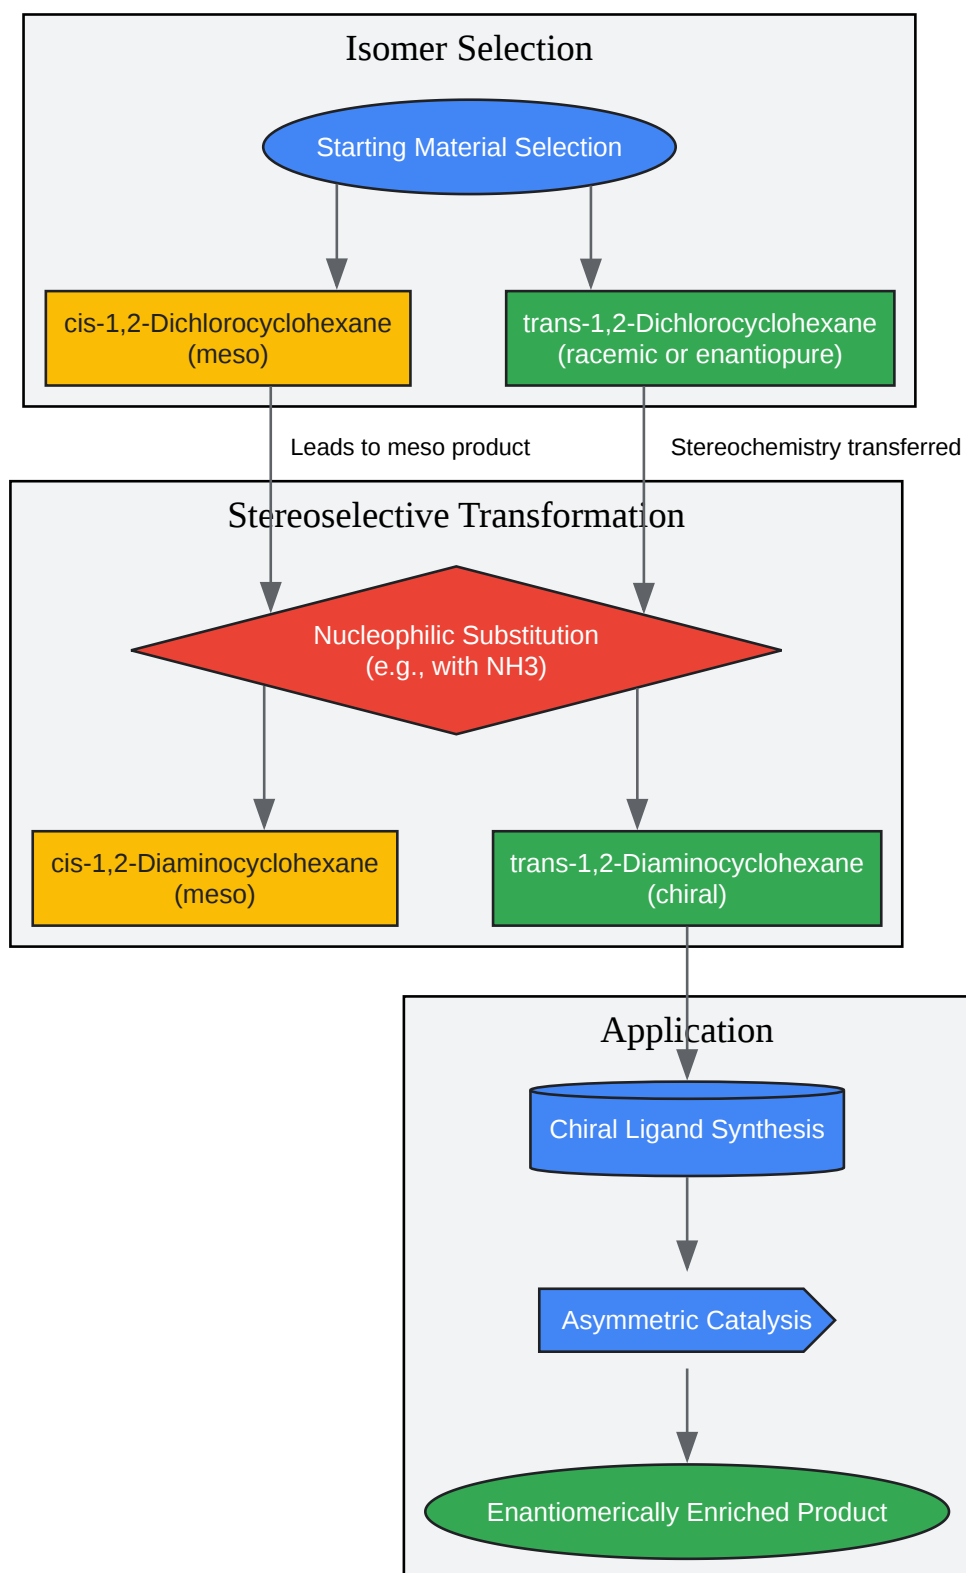 Isomer Selection
Starting Material Selection
cis-1,2-Dichlorocyclohexane
(meso)
trans-1,2-Dichlorocyclohexane
(racemic or enantiopure)
Leads to meso product
Stereochemistry transferred
Stereoselective Transformation
Nucleophilic Substitution
(e.g., with NH3)
cis-1,2-Diaminocyclohexane
(meso)
trans-1,2-Diaminocyclohexane
(chiral)
Application
Chiral Ligand Synthesis
Asymmetric Catalysis
Enantiomerically Enriched Product